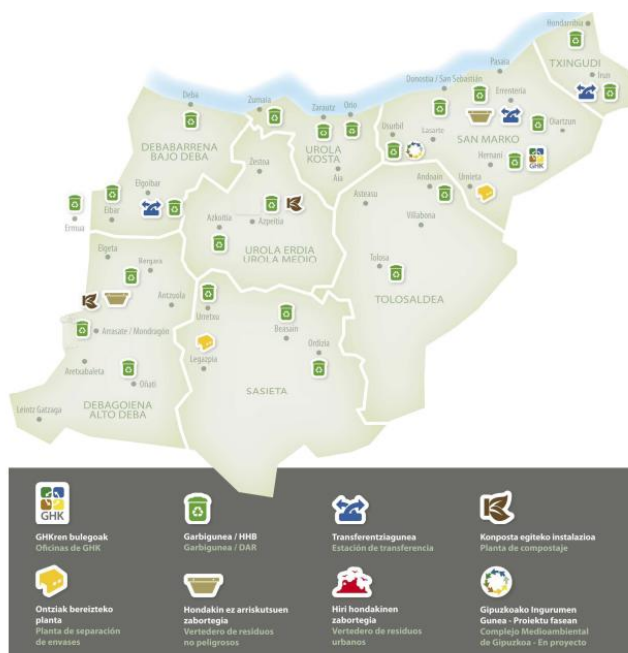 Hondarribia
TXINGUDI
Irun
Pasaia
Donostia / San Sebastián
Errenteria
Oiartzun
Lasarte
Usurbil
SAN MARKO
Hernani
GHK
Urnieta
Deba
Zumaia
Zarautz
Orio
DEBABARRENA
BAJO DEBA
UROLA
KOSTA
Zestoa
Aia
Elgoibar
Eibar
Ermua
Andoain
Asteasu
Villabona
Azkoitia
Azpeitia
UROLA ERDIA
UROLA MEDIO
Tolosa
TOLOSALDEA
Elgeta
Bergara
Antzuola
Urretxu
Beasain
Ordizia
Legazpia
Arrasate / Mondragón
Aretxabaleta
Oñati
SASIETA
Leintz Gatzaga
DEBAGOIENA
ALTO DEBA
GHK
GHKren bulegoak
Oficinas de GHK
Garbigunea / HHB
Garbigunea / DAR
Transferentziagunea
Estación de transferencia
Konposta egiteko instalazioa
Planta de compostaje
Ontziak bereizteko
planta
Planta de separación
de envases
Hondakin ez arriskutsuen
zabortegia
Vertedero de residuos
no peligrosos
Hiri hondakinen
zabortegia
Vertedero de residuos
urbanos
Gipuzkoako Ingurumen
Gunea - Proiektu fasean
Complejo Medioambiental
de Gipuzkoa - En proyecto